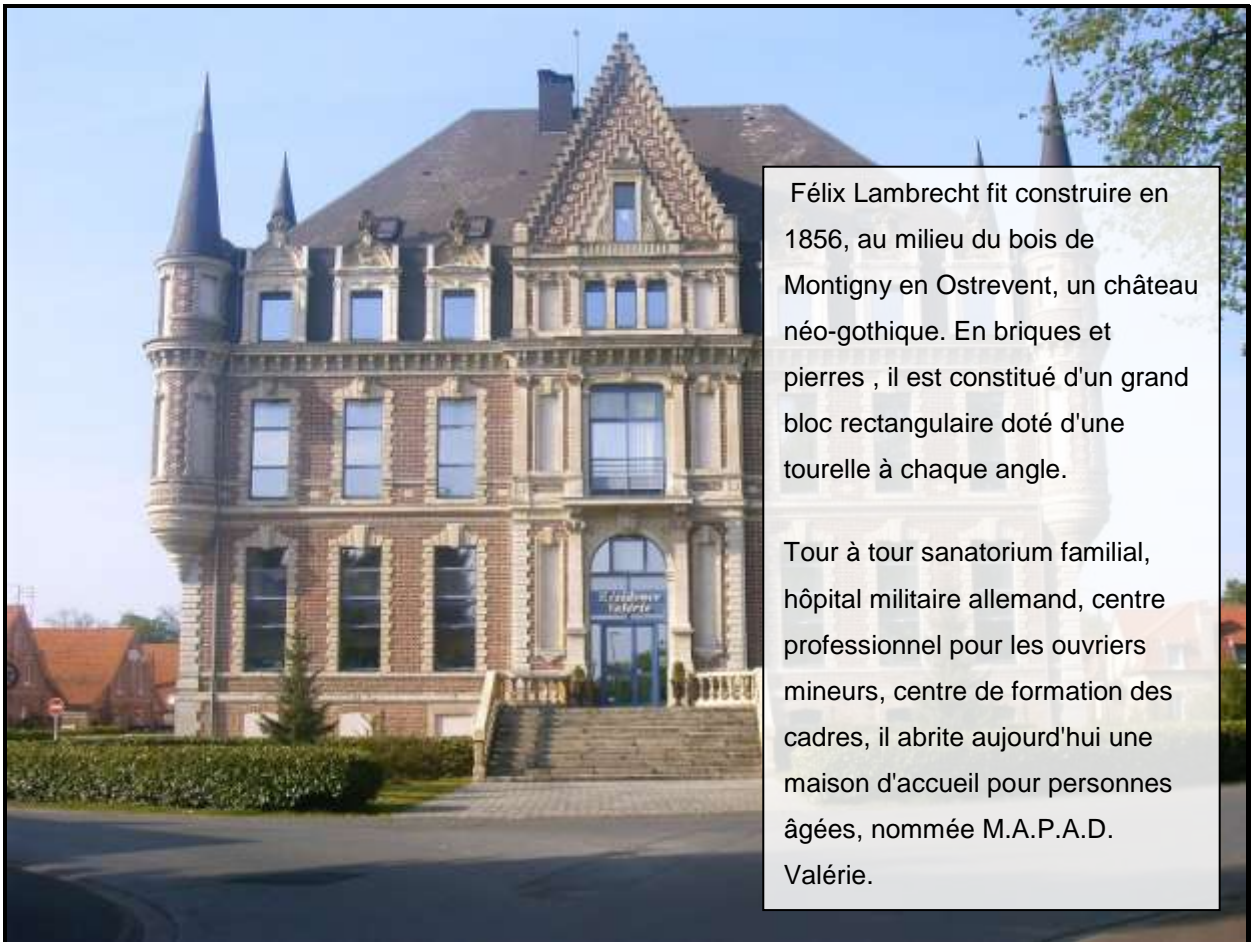 Résidence
Valérie
Félix Lambrecht fit construire en
1856, au milieu du bois de
Montigny en Ostrevent, un château
néo-gothique. En briques et
pierres , il est constitué d'un grand
bloc rectangulaire doté d'une
tourelle à chaque angle.
Tour à tour sanatorium familial,
hôpital militaire allemand, centre
professionnel pour les ouvriers
mineurs, centre de formation des
cadres, il abrite aujourd'hui une
maison d'accueil pour personnes
âgées, nommée M.A.P.A.D.
Valérie.